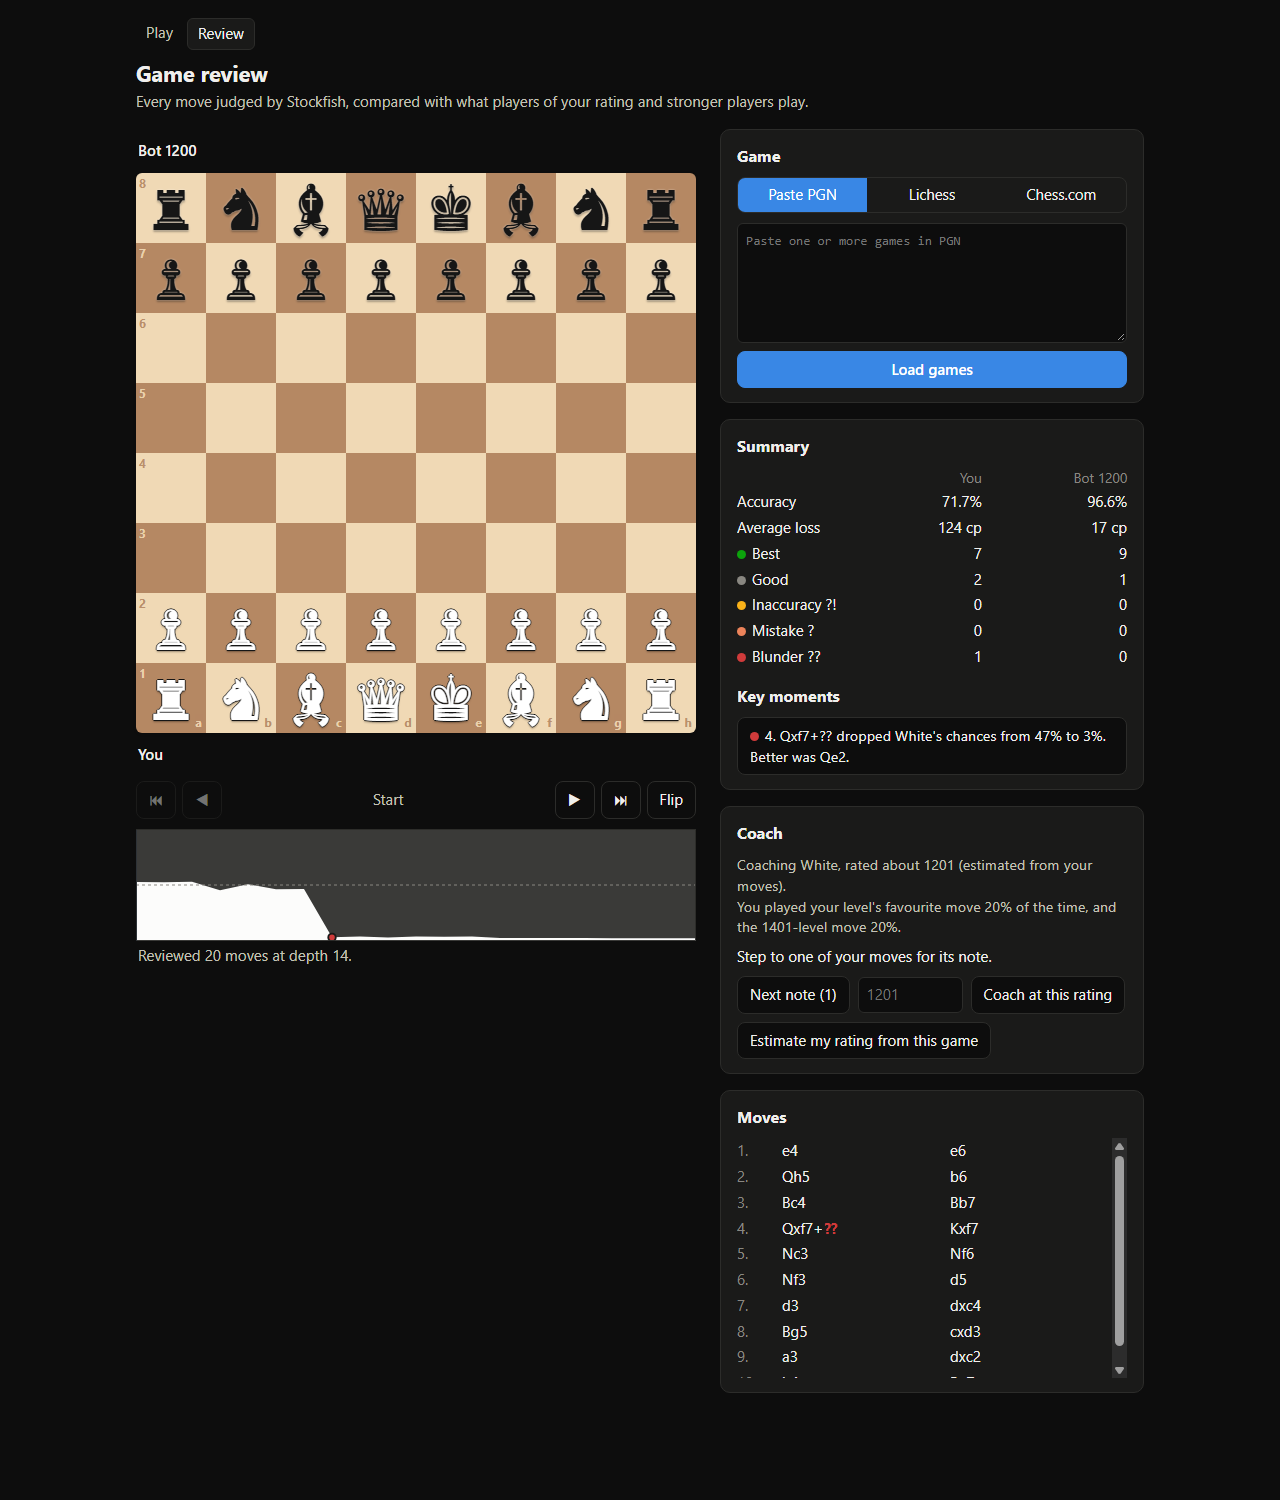 Play
Review
Game review
Every move judged by Stockfish, compared with what players of your rating and stronger players play.
Bot 1200
8
7
6
5
4
3
2
1
a
b
c
d
e
f
g
h
You
Start
Flip
Reviewed 20 moves at depth 14.
Game
Paste PGN
Lichess
Chess.com
Paste one or more games in PGN
Load games
Summary
You Bot 1200
Accuracy 71.7% 96.6%
Average loss 124 cp 17 cp
Best 7 9
Good 2 1
Inaccuracy ?! 0 0
Mistake ? 0 0
Blunder ?? 1 0
Key moments
4. Qxf7+?? dropped White's chances from 47% to 3%.
Better was Qe2.
Coach
Coaching White, rated about 1201 (estimated from your
moves).
You played your level's favourite move 20% of the time, and
the 1401-level move 20%.
Step to one of your moves for its note.
Next note (1)
1201
Coach at this rating
Estimate my rating from this game
Moves
1. e4 e6
2. Qh5 b6
3. Bc4 Bb7
4. Qxf7+?? Kxf7
5. Nc3 Nf6
6. Nf3 d5
7. d3 dxc4
8. Bg5 cxd3
9. a3 dxc2